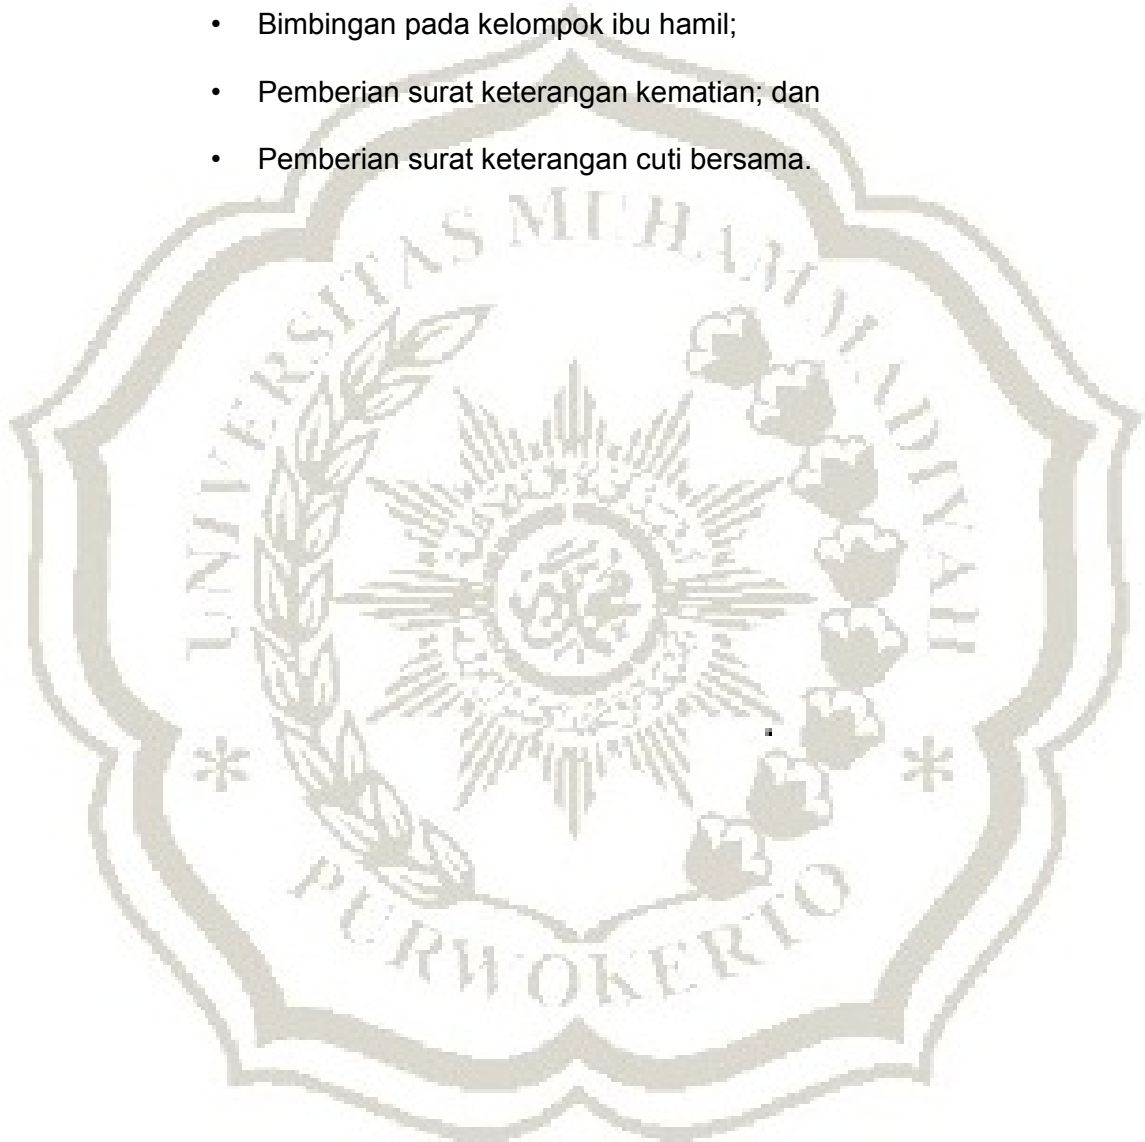 • Bimbingan pada kelompok ibu hamil;
• Pemberian surat keterangan kematian; dan
• Pemberian surat keterangan cuti bersama.
UNIVERSITAS MUHAMMADIYAH
* PURWOKERTO *